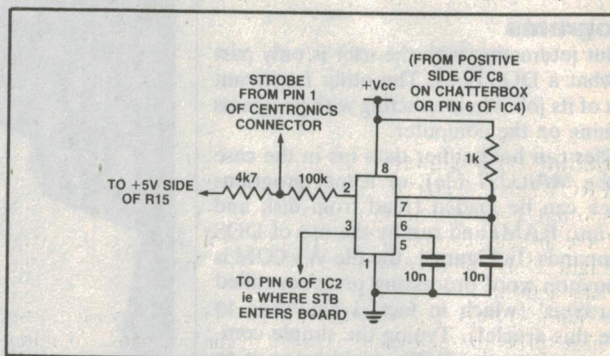 STROBE
FROM PIN 1
OF CENTRONICS
CONNECTOR
(FROM POSITIVE
SIDE OF C8
ON CHATTERBOX
OR PIN 6 OF IC4)
+Vcc
8
1k
TO +5V SIDE
OF R15
4k7
100k
2
7
3
6
5
1
10n
10n
TO PIN 6 OF IC2
ie WHERE STB
ENTERS BOARD